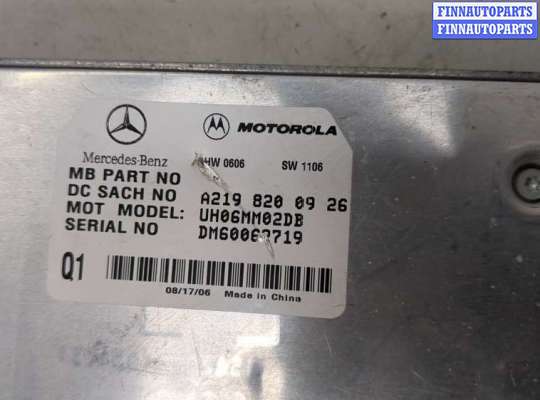 FINNAUTOPARTS
FINNAUTOPARTS
Mercedes-Benz MOTOROLA
HW 0606 SW 1106
MB PART NO
DC SACH NO A219 820 09 26
MOT MODEL: UH06MM02DB
SERIAL NO
Q1
08/17/06 Made in China